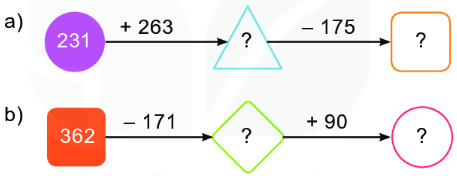 a) 231 + 263 ? – 175 ?
b) 362 – 171 ? + 90 ?